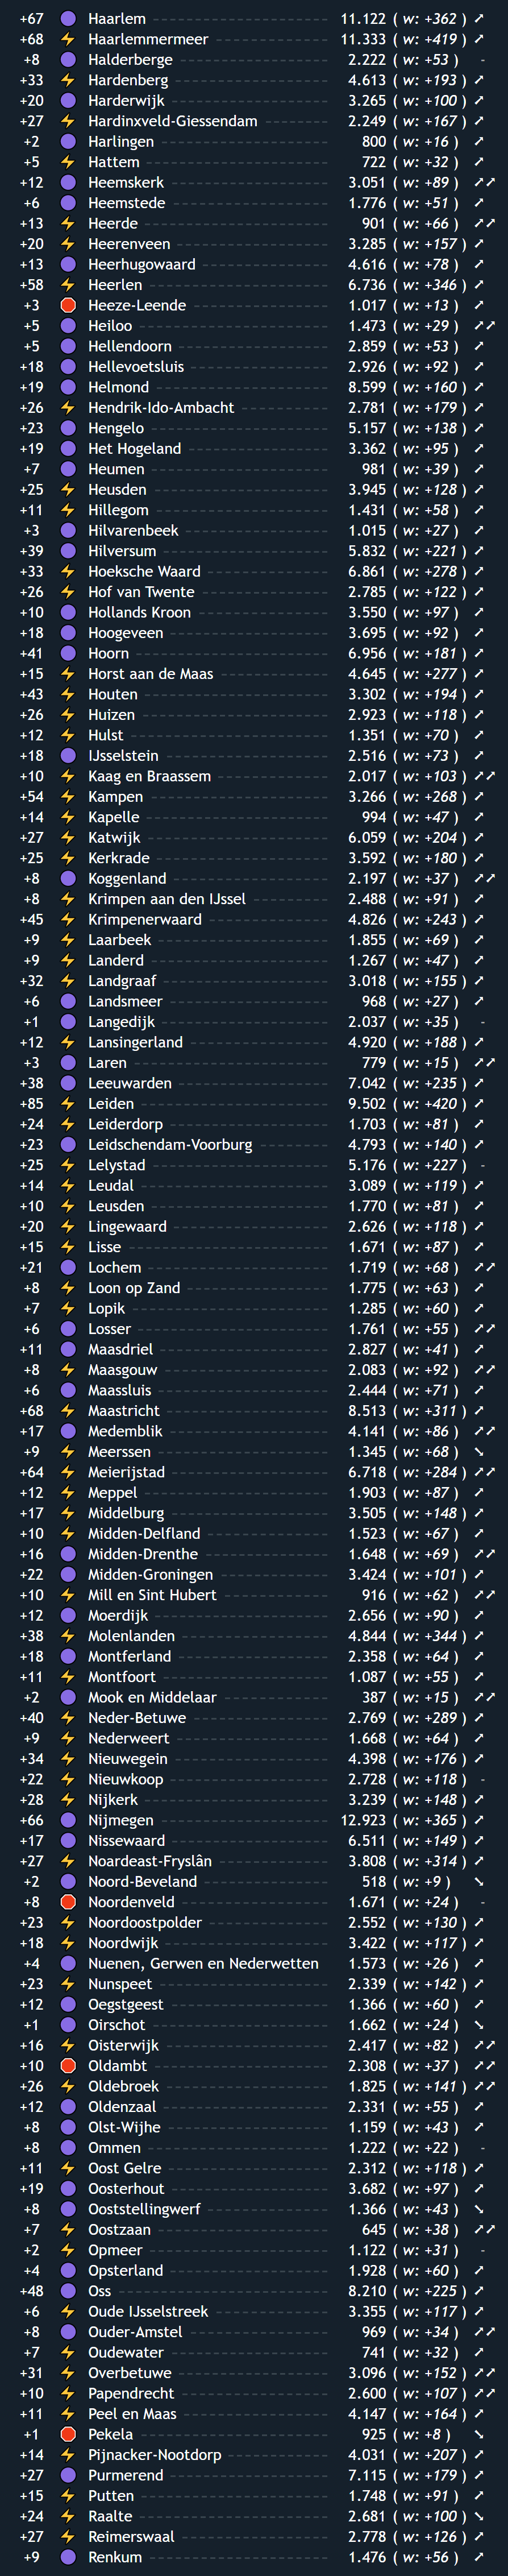 +67 Haarlem 11.122 ( w: +362 ) ↗
+68 Haarlemmermeer 11.333 ( w: +419 ) ↗
+8 Halderberge 2.222 ( w: +53 ) -
+33 Hardenberg 4.613 ( w: +193 ) ↗
+20 Harderwijk 3.265 ( w: +100 ) ↗
+27 Hardinxveld-Giessendam 2.249 ( w: +167 ) ↗
+2 Harlingen 800 ( w: +16 ) ↗
+5 Hattem 722 ( w: +32 ) ↗
+12 Heemskerk 3.051 ( w: +89 ) ↗↗
+6 Heemstede 1.776 ( w: +51 ) ↗
+13 Heerde 901 ( w: +66 ) ↗↗
+20 Heerenveen 3.285 ( w: +157 ) ↗
+13 Heerhugowaard 4.616 ( w: +78 ) ↗
+58 Heerlen 6.736 ( w: +346 ) ↗
+3 Heeze-Leende 1.017 ( w: +13 ) ↗
+5 Heiloo 1.473 ( w: +29 ) ↗↗
+5 Hellendoorn 2.859 ( w: +53 ) ↗
+18 Hellevoetsluis 2.926 ( w: +92 ) ↗
+19 Helmond 8.599 ( w: +160 ) ↗
+26 Hendrik-Ido-Ambacht 2.781 ( w: +179 ) ↗
+23 Hengelo 5.157 ( w: +138 ) ↗
+19 Het Hogeland 3.362 ( w: +95 ) ↗
+7 Heumen 981 ( w: +39 ) ↗
+25 Heusden 3.945 ( w: +128 ) ↗
+11 Hillegom 1.431 ( w: +58 ) ↗
+3 Hilvarenbeek 1.015 ( w: +27 ) ↗
+39 Hilversum 5.832 ( w: +221 ) ↗
+33 Hoeksche Waard 6.861 ( w: +278 ) ↗
+26 Hof van Twente 2.785 ( w: +122 ) ↗
+10 Hollands Kroon 3.550 ( w: +97 ) ↗
+18 Hoogeveen 3.695 ( w: +92 ) ↗
+41 Hoorn 6.956 ( w: +181 ) ↗
+15 Horst aan de Maas 4.645 ( w: +277 ) ↗
+43 Houten 3.302 ( w: +194 ) ↗
+26 Huizen 2.923 ( w: +118 ) ↗
+12 Hulst 1.351 ( w: +70 ) ↗
+18 IJsselstein 2.516 ( w: +73 ) ↗
+10 Kaag en Braassem 2.017 ( w: +103 ) ↗↗
+54 Kampen 3.266 ( w: +268 ) ↗
+14 Kapelle 994 ( w: +47 ) ↗
+27 Katwijk 6.059 ( w: +204 ) ↗
+25 Kerkrade 3.592 ( w: +180 ) ↗
+8 Koggenland 2.197 ( w: +37 ) ↗↗
+8 Krimpen aan den IJssel 2.488 ( w: +91 ) ↗
+45 Krimpenerwaard 4.826 ( w: +243 ) ↗
+9 Laarbeek 1.855 ( w: +69 ) ↗
+9 Landerd 1.267 ( w: +47 ) ↗
+32 Landgraaf 3.018 ( w: +155 ) ↗
+6 Landsmeer 968 ( w: +27 ) ↗
+1 Langedijk 2.037 ( w: +35 ) -
+12 Lansingerland 4.920 ( w: +188 ) ↗
+3 Laren 779 ( w: +15 ) ↗↗
+38 Leeuwarden 7.042 ( w: +235 ) ↗
+85 Leiden 9.502 ( w: +420 ) ↗
+24 Leiderdorp 1.703 ( w: +81 ) ↗
+23 Leidschendam-Voorburg 4.793 ( w: +140 ) ↗
+25 Lelystad 5.176 ( w: +227 ) -
+14 Leudal 3.089 ( w: +119 ) ↗
+10 Leusden 1.770 ( w: +81 ) ↗
+20 Lingewaard 2.626 ( w: +118 ) ↗
+15 Lisse 1.671 ( w: +87 ) ↗
+21 Lochem 1.719 ( w: +68 ) ↗↗
+8 Loon op Zand 1.775 ( w: +63 ) ↗
+7 Lopik 1.285 ( w: +60 ) ↗
+6 Losser 1.761 ( w: +55 ) ↗↗
+11 Maasdriel 2.827 ( w: +41 ) ↗
+8 Maasgouw 2.083 ( w: +92 ) ↗↗
+6 Maassluis 2.444 ( w: +71 ) ↗
+68 Maastricht 8.513 ( w: +311 ) ↗
+17 Medemblik 4.141 ( w: +86 ) ↗↗
+9 Meerssen 1.345 ( w: +68 ) ↘
+64 Meierijstad 6.718 ( w: +284 ) ↗↗
+12 Meppel 1.903 ( w: +87 ) ↗
+17 Middelburg 3.505 ( w: +148 ) ↗
+10 Midden-Delfland 1.523 ( w: +67 ) ↗
+16 Midden-Drenthe 1.648 ( w: +69 ) ↗↗
+22 Midden-Groningen 3.424 ( w: +101 ) ↗
+10 Mill en Sint Hubert 916 ( w: +62 ) ↗↗
+12 Moerdijk 2.656 ( w: +90 ) ↗
+38 Molenlanden 4.844 ( w: +344 ) ↗
+18 Montferland 2.358 ( w: +64 ) ↗
+11 Montfoort 1.087 ( w: +55 ) ↗
+2 Mook en Middelaar 387 ( w: +15 ) ↗↗
+40 Neder-Betuwe 2.769 ( w: +289 ) ↗
+9 Nederweert 1.668 ( w: +64 ) ↗
+34 Nieuwegein 4.398 ( w: +176 ) ↗
+22 Nieuwkoop 2.728 ( w: +118 ) -
+28 Nijkerk 3.239 ( w: +148 ) ↗
+66 Nijmegen 12.923 ( w: +365 ) ↗
+17 Nissewaard 6.511 ( w: +149 ) ↗
+27 Noardeast-Fryslân 3.808 ( w: +314 ) ↗
+2 Noord-Beveland 518 ( w: +9 ) ↘
+8 Noordenveld 1.671 ( w: +24 ) -
+23 Noordoostpolder 2.552 ( w: +130 ) ↗
+18 Noordwijk 3.422 ( w: +117 ) ↗
+4 Nuenen, Gerwen en Nederwetten 1.573 ( w: +26 ) ↗
+23 Nunspeet 2.339 ( w: +142 ) ↗
+12 Oegstgeest 1.366 ( w: +60 ) ↗
+1 Oirschot 1.662 ( w: +24 ) ↘
+16 Oisterwijk 2.417 ( w: +82 ) ↗↗
+10 Oldambt 2.308 ( w: +37 ) ↗↗
+26 Oldebroek 1.825 ( w: +141 ) ↗↗
+12 Oldenzaal 2.331 ( w: +55 ) ↗
+8 Olst-Wijhe 1.159 ( w: +43 ) ↗
+8 Ommen 1.222 ( w: +22 ) -
+11 Oost Gelre 2.312 ( w: +118 ) ↗
+19 Oosterhout 3.682 ( w: +97 ) ↗
+8 Ooststellingwerf 1.366 ( w: +43 ) ↘
+7 Oostzaan 645 ( w: +38 ) ↗↗
+2 Opmeer 1.122 ( w: +31 ) -
+4 Opsterland 1.928 ( w: +60 ) ↗
+48 Oss 8.210 ( w: +225 ) ↗
+6 Oude IJsselstreek 3.355 ( w: +117 ) ↗
+8 Ouder-Amstel 969 ( w: +34 ) ↗↗
+7 Oudewater 741 ( w: +32 ) ↗
+31 Overbetuwe 3.096 ( w: +152 ) ↗↗
+10 Papendrecht 2.600 ( w: +107 ) ↗↗
+11 Peel en Maas 4.147 ( w: +164 ) ↗
+1 Pekela 925 ( w: +8 ) ↘
+14 Pijnacker-Nootdorp 4.031 ( w: +207 ) ↗
+27 Purmerend 7.115 ( w: +179 ) ↗
+15 Putten 1.748 ( w: +91 ) ↗
+24 Raalte 2.681 ( w: +100 ) ↘
+27 Reimerswaal 2.778 ( w: +126 ) ↗
+9 Renkum 1.476 ( w: +56 ) ↗